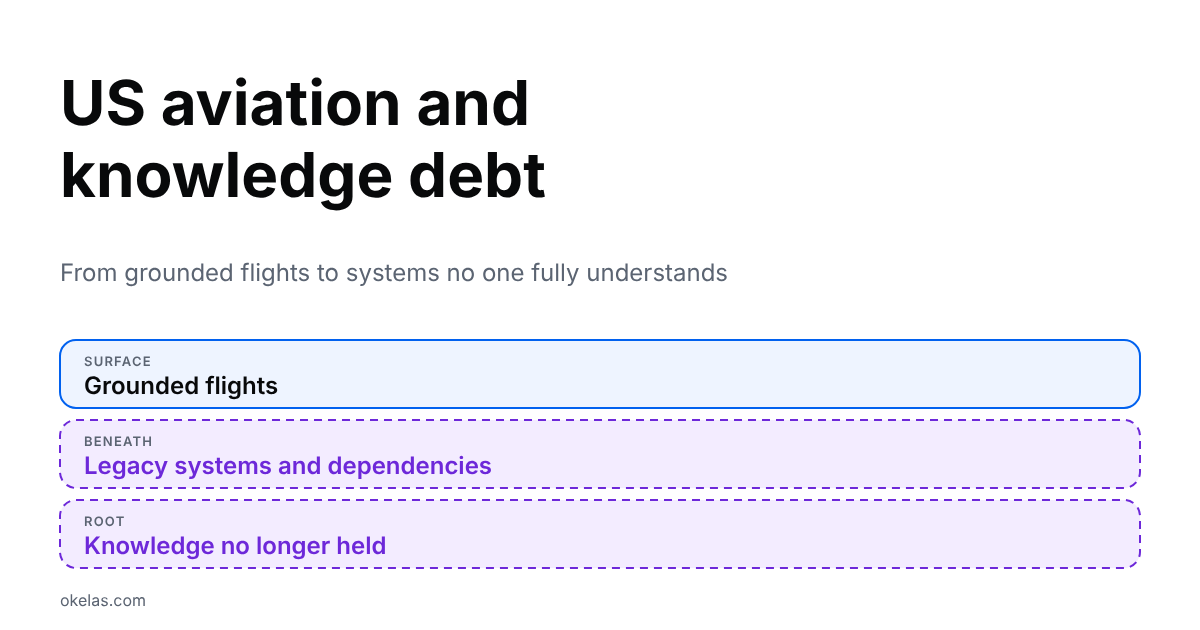 US aviation and
knowledge debt
From grounded flights to systems no one fully understands
SURFACE
Grounded flights
BENEATH
Legacy systems and dependencies
ROOT
Knowledge no longer held
okelas.com